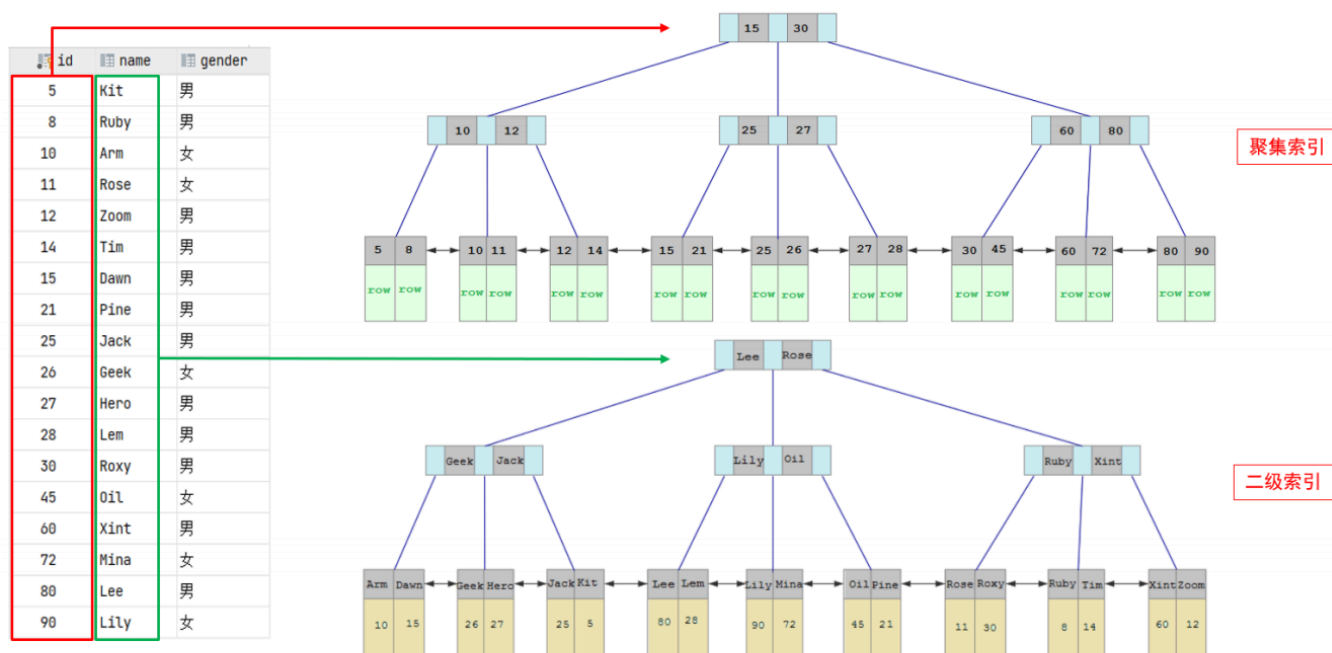 id name gender
5 Kit 男
8 Ruby 男
10 Arm 女
11 Rose 女
12 Zoom 男
14 Tim 男
15 Dawn 男
21 Pine 男
25 Jack 男
26 Geek 女
27 Hero 男
28 Lem 男
30 Roxy 男
45 Oil 女
60 Xint 男
72 Mina 女
80 Lee 男
90 Lily 女
15 30
10 12 25 27 60 80
聚集索引
5 8 10 11 12 14 15 21 25 26 27 28 30 45 60 72 80 90
row row row row row row row row row row row row row row row row row row
Lee Rose
Geek Jack Lily Oil Ruby Xint
二级索引
Arm Dawn Geek Hero Jack Kit Lee Lem Lily Mina Oil Pine Rose Roxy Ruby Tim Xint Zoom
10 15 26 27 25 5 80 28 90 72 45 21 11 30 8 14 60 12